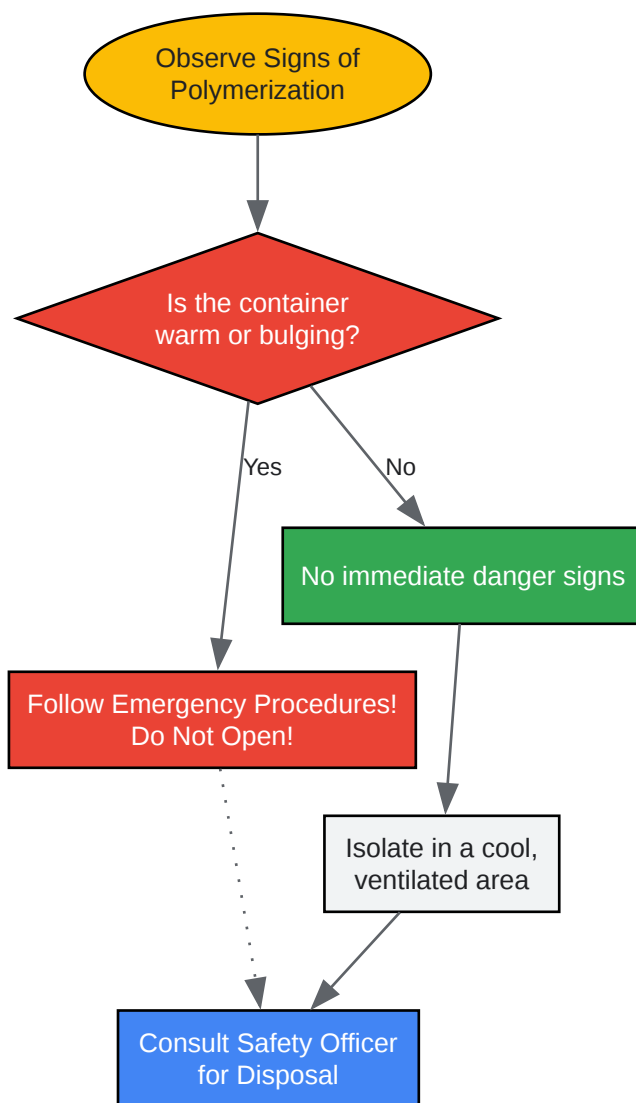 Observe Signs of
Polymerization
Is the container
warm or bulging?
Yes
No
No immediate danger signs
Follow Emergency Procedures!
Do Not Open!
Isolate in a cool,
ventilated area
Consult Safety Officer
for Disposal